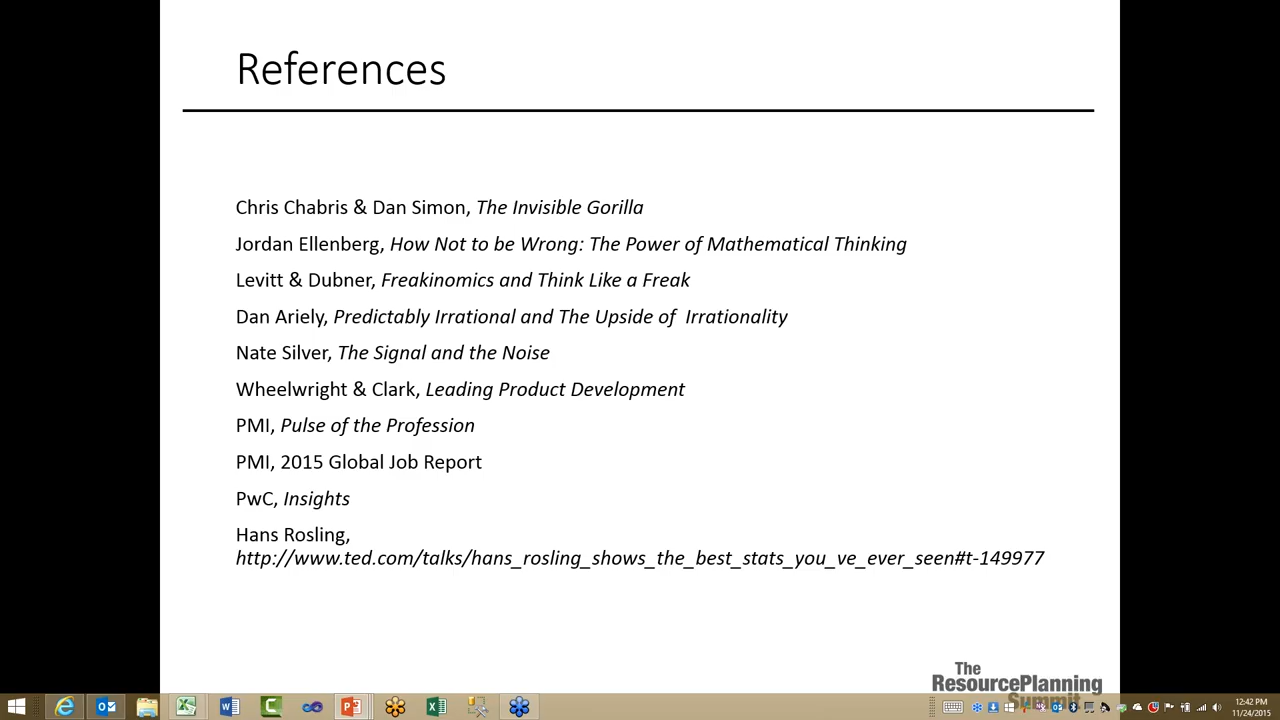 References
Chris Chabris & Dan Simon, The Invisible Gorilla
Jordan Ellenberg, How Not to be Wrong: The Power of Mathematical Thinking
Levitt & Dubner, Freakinomics and Think Like a Freak
Dan Ariely, Predictably Irrational and The Upside of  Irrationality
Nate Silver, The Signal and the Noise
Wheelwright & Clark, Leading Product Development
PMI, Pulse of the Profession
PMI, 2015 Global Job Report
PwC, Insights
Hans Rosling,
http://www.ted.com/talks/hans_rosling_shows_the_best_stats_you_ve_ever_seen#t-149977
The
ResourcePlanning
Summit
12:42 PM
11/24/2015